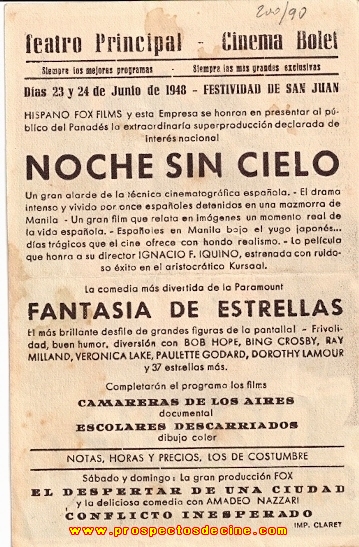 200/90
Teatro Principal - Cinema Bolet
Siempre los mejores programas - Siempre las más grandes exclusivas
Días 23 y 24 de Junio de 1948 - FESTIVIDAD DE SAN JUAN
HISPANO FOX FILMS y esta Empresa se honran en presentar al pú-
blico del Panadés la extraordinaria superproducción declarada de
interés nacional
NOCHE SIN CIELO
Un gran alarde de la técnica cinematográfica española. - El drama
intenso y vivido por once españoles detenidos en una mazmorra de
Manila - Un gran film que relata en imágenes un momento real de
la vida española. - Españoles en Manila bajo el yugo japonés...
días trágicos que el cine ofrece con hondo realismo. - La película
que honra a su director IGNACIO F. IQUINO, estrenada con ruido-
so éxito en el aristocrático Kursaal.
La comedia más divertida de la Paramount
FANTASIA DE ESTRELLAS
El más brillante desfile de grandes figuras de la pantalla! - Frivoli-
dad, buen humor, diversión con BOB HOPE, BING CROSBY, RAY
MILLAND, VERONICA LAKE, PAULETTE GODARD, DOROTHY LAMOUR
y 37 estrellas más.
Completarán el programa los films
CAMARERAS DE LOS AIRES
documental
ESCOLARES DESCARRIADOS
dibujo color
NOTAS, HORAS Y PRECIOS, LOS DE COSTUMBRE
Sábado y domingo: La gran producción FOX
EL DESPERTAR DE UNA CIUDAD
y la deliciosa comedia con AMADEO NAZZARI
CONFLICTO INESPERADO
IMP. CLARET
www.prospectosdecine.com